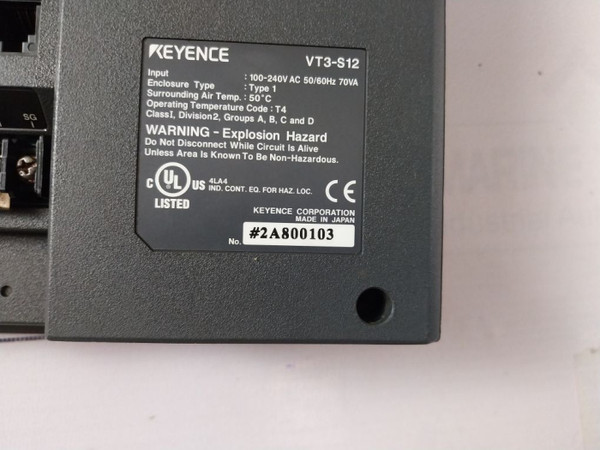 KEYENCE VT3-S12
Input : 100-240V AC 50/60Hz 70VA
Enclosure Type : Type 1
Surrounding Air Temp. : 50°C
Operating Temperature Code : T4
ClassI, Division2, Groups A, B, C and D
WARNING - Explosion Hazard
Do Not Disconnect While Circuit Is Alive
Unless Area Is Known To Be Non-Hazardous.
C UL US LISTED
4LA4
IND. CONT. EQ. FOR HAZ. LOC.
CE
KEYENCE CORPORATION
MADE IN JAPAN
No. #2A800103
SG